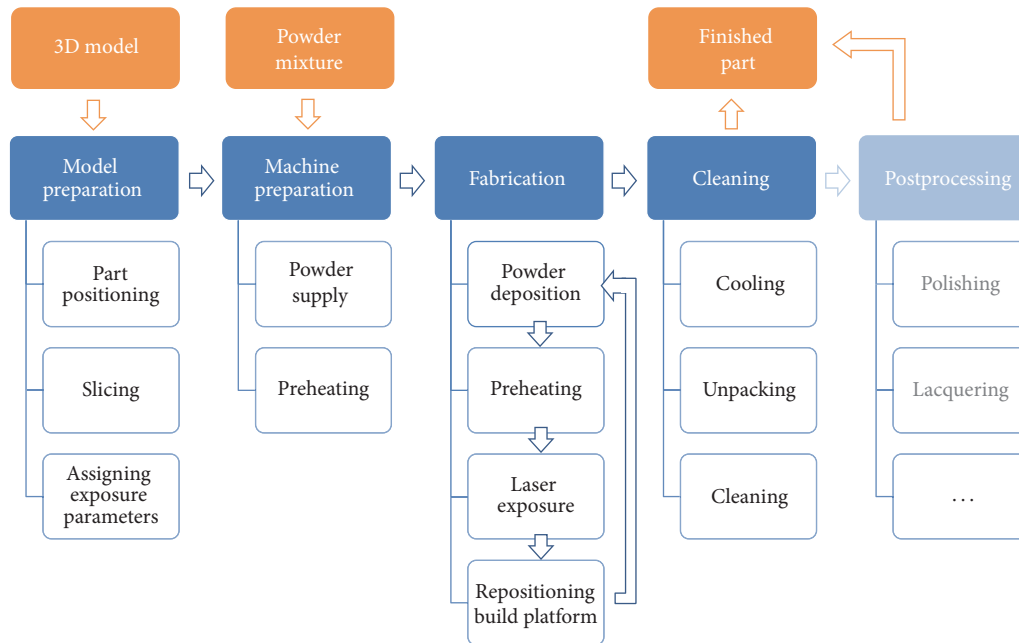 3D model
Powder
mixture
Finished
part
Model
preparation
Machine
preparation
Fabrication
Cleaning
Postprocessing
Part
positioning
Slicing
Assigning
exposure
parameters
Powder
supply
Preheating
Powder
deposition
Preheating
Laser
exposure
Repositioning
build platform
Cooling
Unpacking
Cleaning
Polishing
Lacquering
...